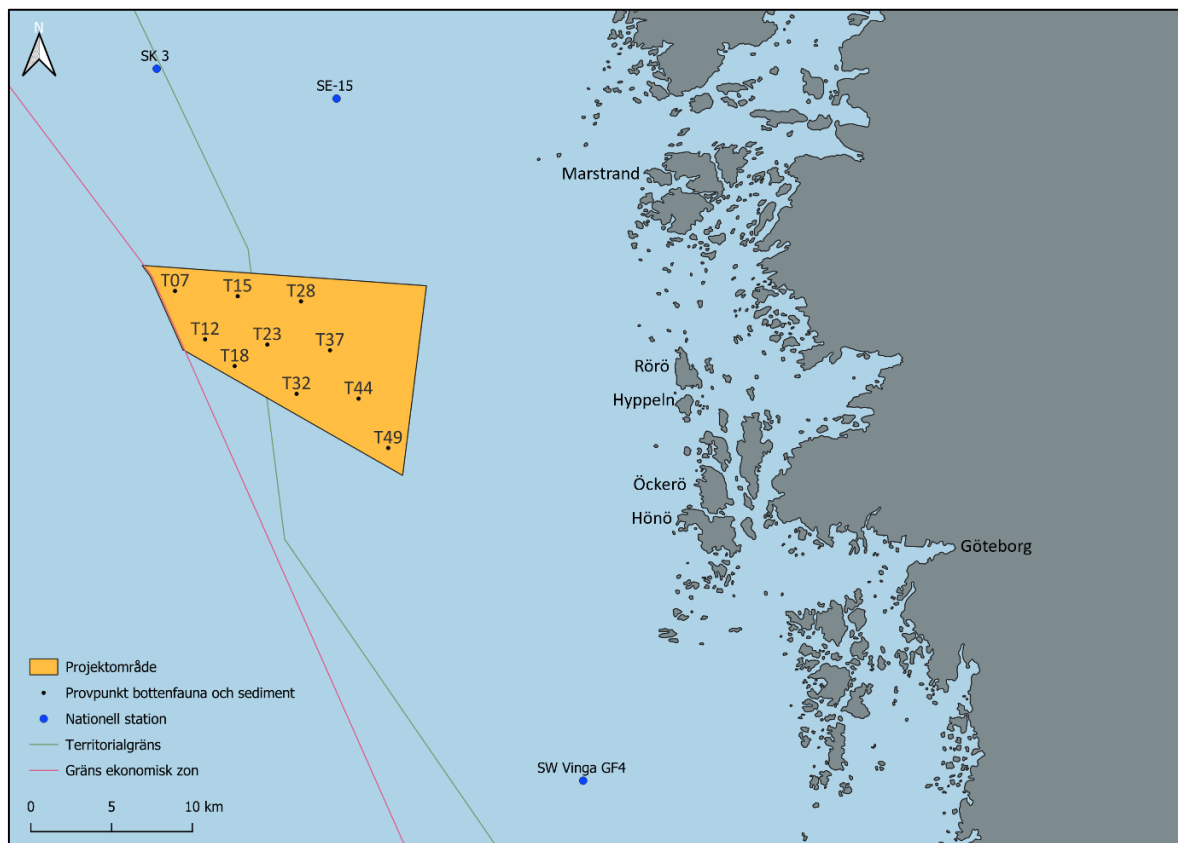 N
SK 3
SE-15
Marstrand
T07
T15
T28
T12
T23
T37
T18
Rörö
T32
T44
Hyppeln
T49
Öckerö
Hönö
Göteborg
Projektområde
Provpunkt bottenfauna och sediment
Nationell station
Territorialgräns
Gräns ekonomisk zon
SW Vinga GF4
0 5 10 km